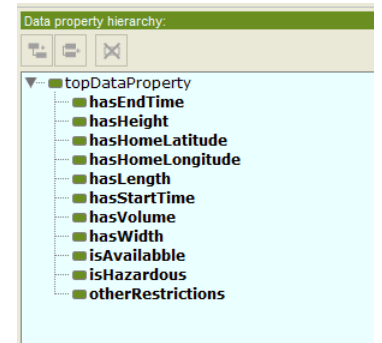 Data property hierarchy:
topDataProperty
hasEndTime
hasHeight
hasHomeLatitude
hasHomeLongitude
hasLength
hasStartTime
hasVolume
hasWidth
isAvailabble
isHazardous
otherRestrictions